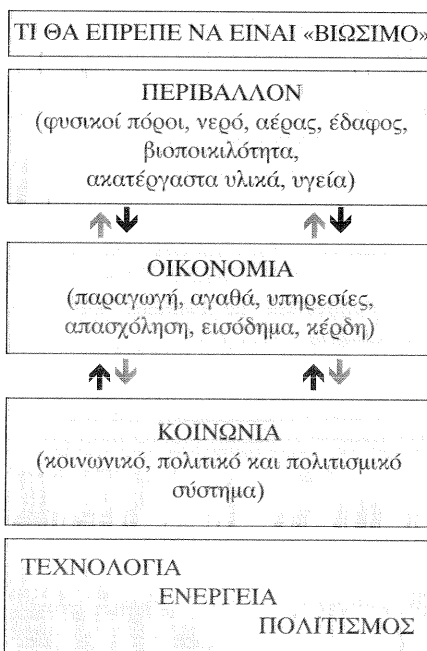 ΤΙ ΘΑ ΕΠΡΕΠΕ ΝΑ ΕΙΝΑΙ «ΒΙΩΣΙΜΟ»
ΠΕΡΙΒΑΛΛΟΝ
(φυσικοί πόροι, νερό, αέρας, έδαφος,
βιοποικιλότητα,
ακατέργαστα υλικά, υγεία)
ΟΙΚΟΝΟΜΙΑ
(παραγωγή, αγαθά, υπηρεσίες,
απασχόληση, εισόδημα, κέρδη)
ΚΟΙΝΩΝΙΑ
(κοινωνικό, πολιτικό και πολιτισμικό
σύστημα)
ΤΕΧΝΟΛΟΓΙΑ
ΕΝΕΡΓΕΙΑ
ΠΟΛΙΤΙΣΜΟΣ